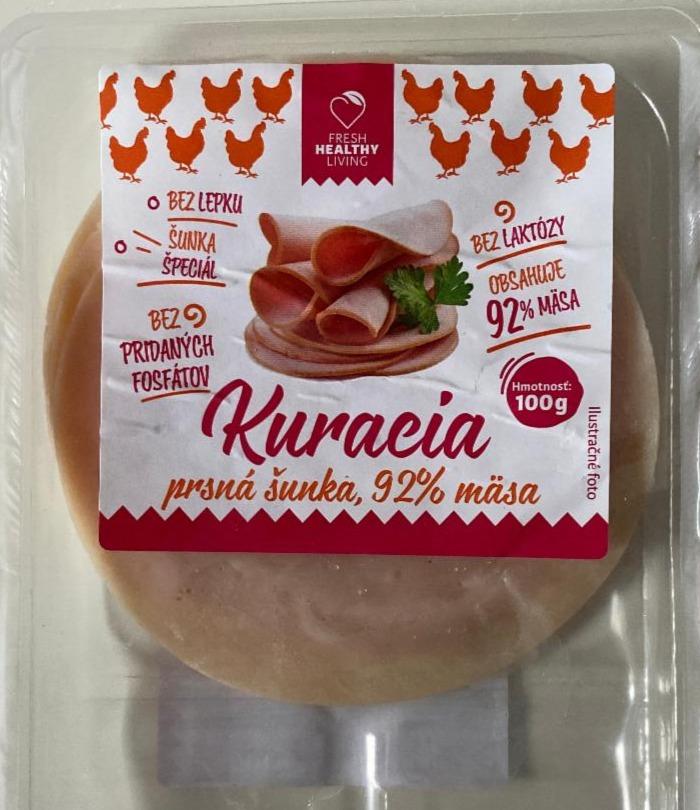 FRESH
HEALTHY
LIVING
BEZ LEPKU
ŠUNKA
ŠPECIÁL
BEZ
PRIDANÝCH
FOSFÁTOV
BEZ LAKTÓZY
OBSAHUJE
92% MÄSA
Hmotnosť:
100g
Ilustračné foto
Kuracia
prsná šunka, 92% mäsa